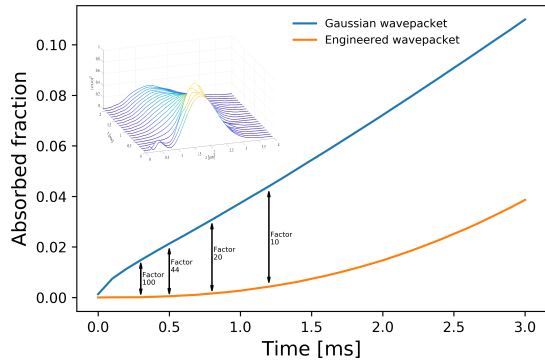 Gaussian wavepacket
Engineered wavepacket
Absorbed fraction
0.10
0.08
0.06
0.04
0.02
0.00
Factor
100
Factor
44
Factor
20
Factor
10
0.0 0.5 1.0 1.5 2.0 2.5 3.0
Time [ms]